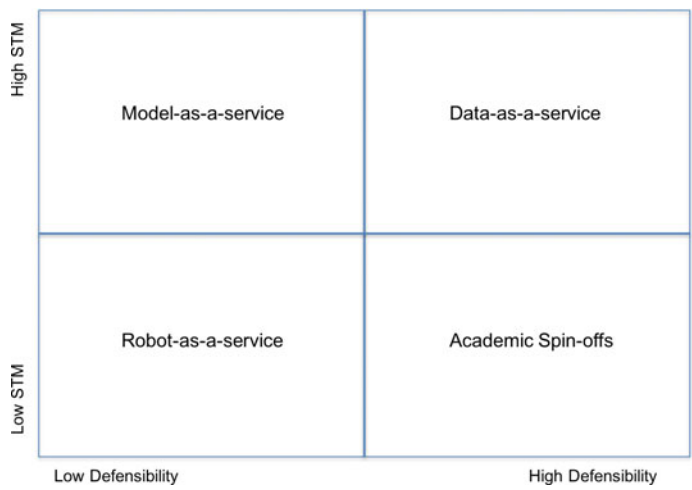 High STM
Model-as-a-service
Data-as-a-service
Low STM
Robot-as-a-service
Academic Spin-offs
Low Defensibility
High Defensibility